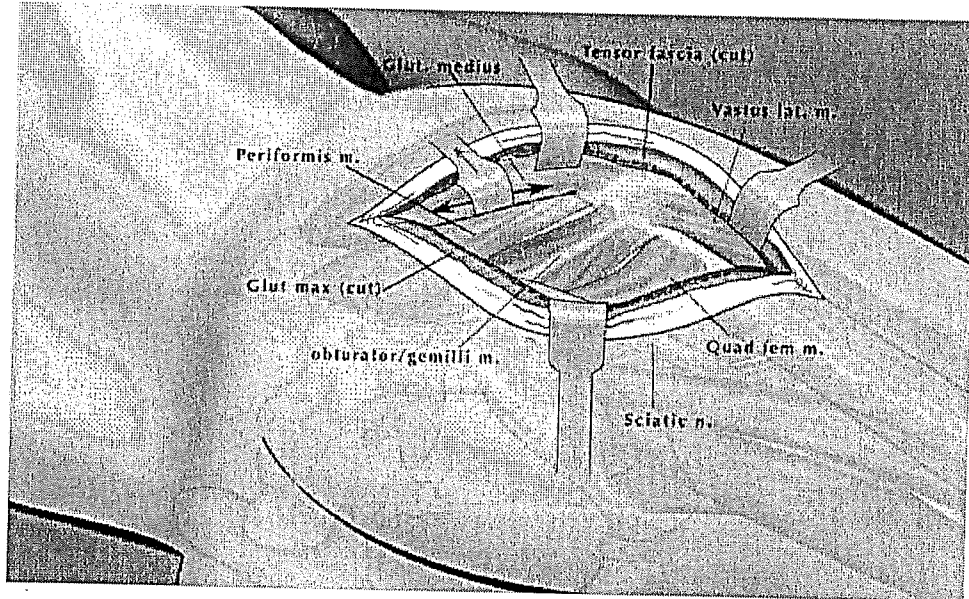 Glut. medius
Tensor fascia (cut)
Vastus lat. m.
Periformis m.
Glut max (cut)
obturator/gemilli m.
Quad fem m.
Sciatic n.